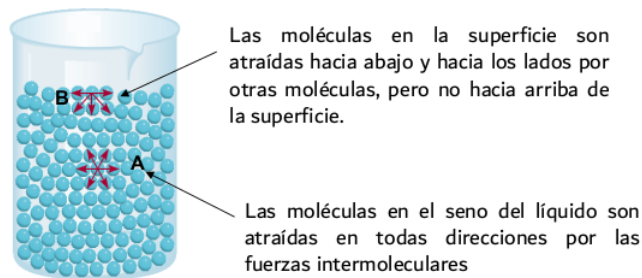 Las moléculas en la superficie son
atraídas hacia abajo y hacia los lados por
otras moléculas, pero no hacia arriba de
la superficie.
B
A
Las moléculas en el seno del líquido son
atraídas en todas direcciones por las
fuerzas intermoleculares